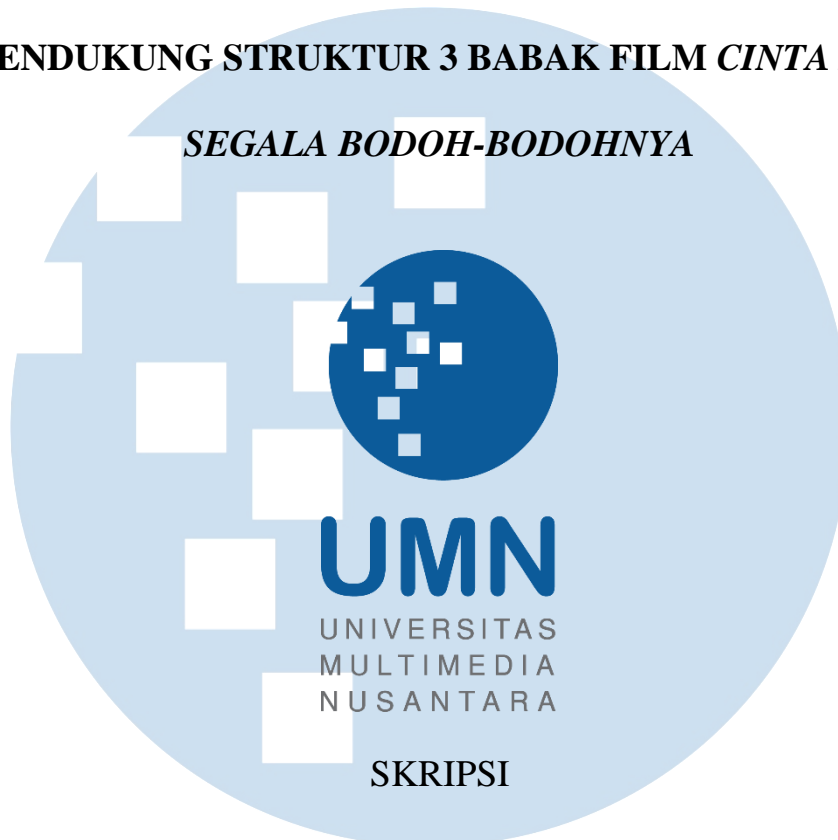 ENDUKUNG STRUKTUR 3 BABAK FILM CINTA
SEGALA BODOH-BODOHNYA
UMN
UNIVERSITAS
MULTIMEDIA
NUSANTARA
SKRIPSI